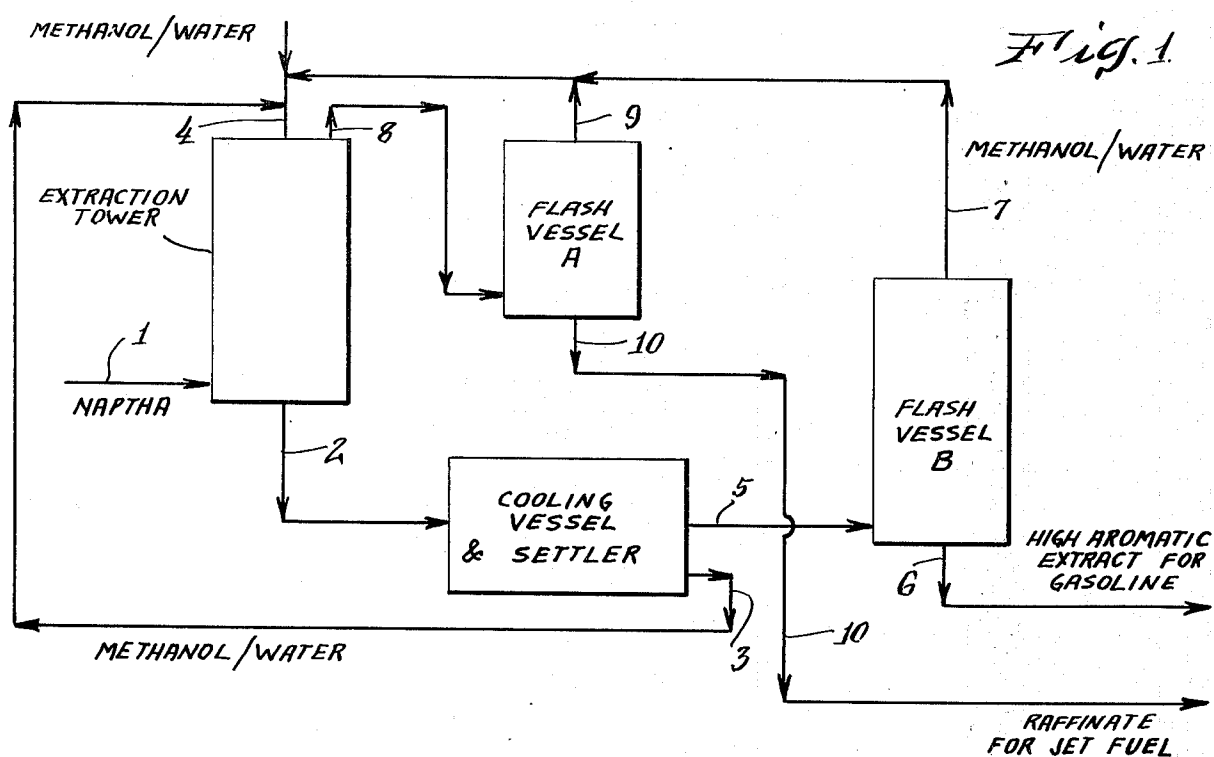 METHANOL/WATER
Fig. 1
4
8
9
METHANOL/WATER
EXTRACTION
TOWER
FLASH
VESSEL
A
7
1
10
NAPTHA
2
FLASH
VESSEL
B
COOLING
VESSEL
& SETTLER
5
HIGH AROMATIC
EXTRACT FOR
GASOLINE
6
10
METHANOL/WATER
3
RAFFINATE
FOR JET FUEL